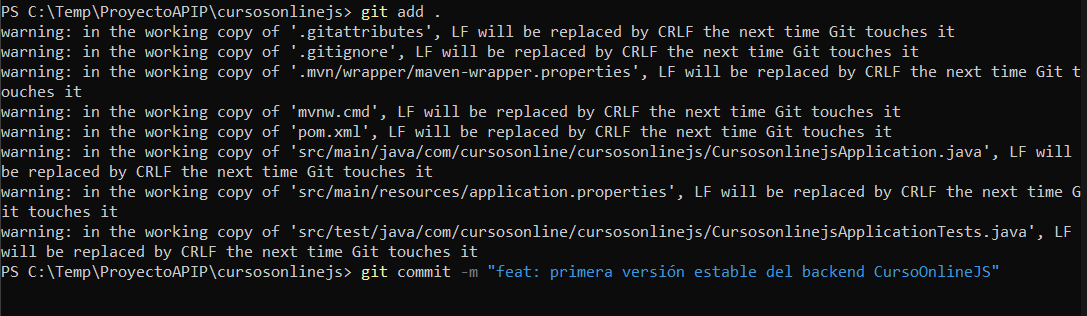 PS C:\Temp\ProyectoAPIP\cursosonlinejs> git add .
warning: in the working copy of '.gitattributes', LF will be replaced by CRLF the next time Git touches it
warning: in the working copy of '.gitignore', LF will be replaced by CRLF the next time Git touches it
warning: in the working copy of '.mvn/wrapper/maven-wrapper.properties', LF will be replaced by CRLF the next time Git t
ouches it
warning: in the working copy of 'mvnw.cmd', LF will be replaced by CRLF the next time Git touches it
warning: in the working copy of 'pom.xml', LF will be replaced by CRLF the next time Git touches it
warning: in the working copy of 'src/main/java/com/cursosonline/cursosonlinejs/CursosonlinejsApplication.java', LF will
be replaced by CRLF the next time Git touches it
warning: in the working copy of 'src/main/resources/application.properties', LF will be replaced by CRLF the next time G
it touches it
warning: in the working copy of 'src/test/java/com/cursosonline/cursosonlinejs/CursosonlinejsApplicationTests.java', LF
will be replaced by CRLF the next time Git touches it
PS C:\Temp\ProyectoAPIP\cursosonlinejs> git commit -m "feat: primera versión estable del backend CursoOnlineJS"